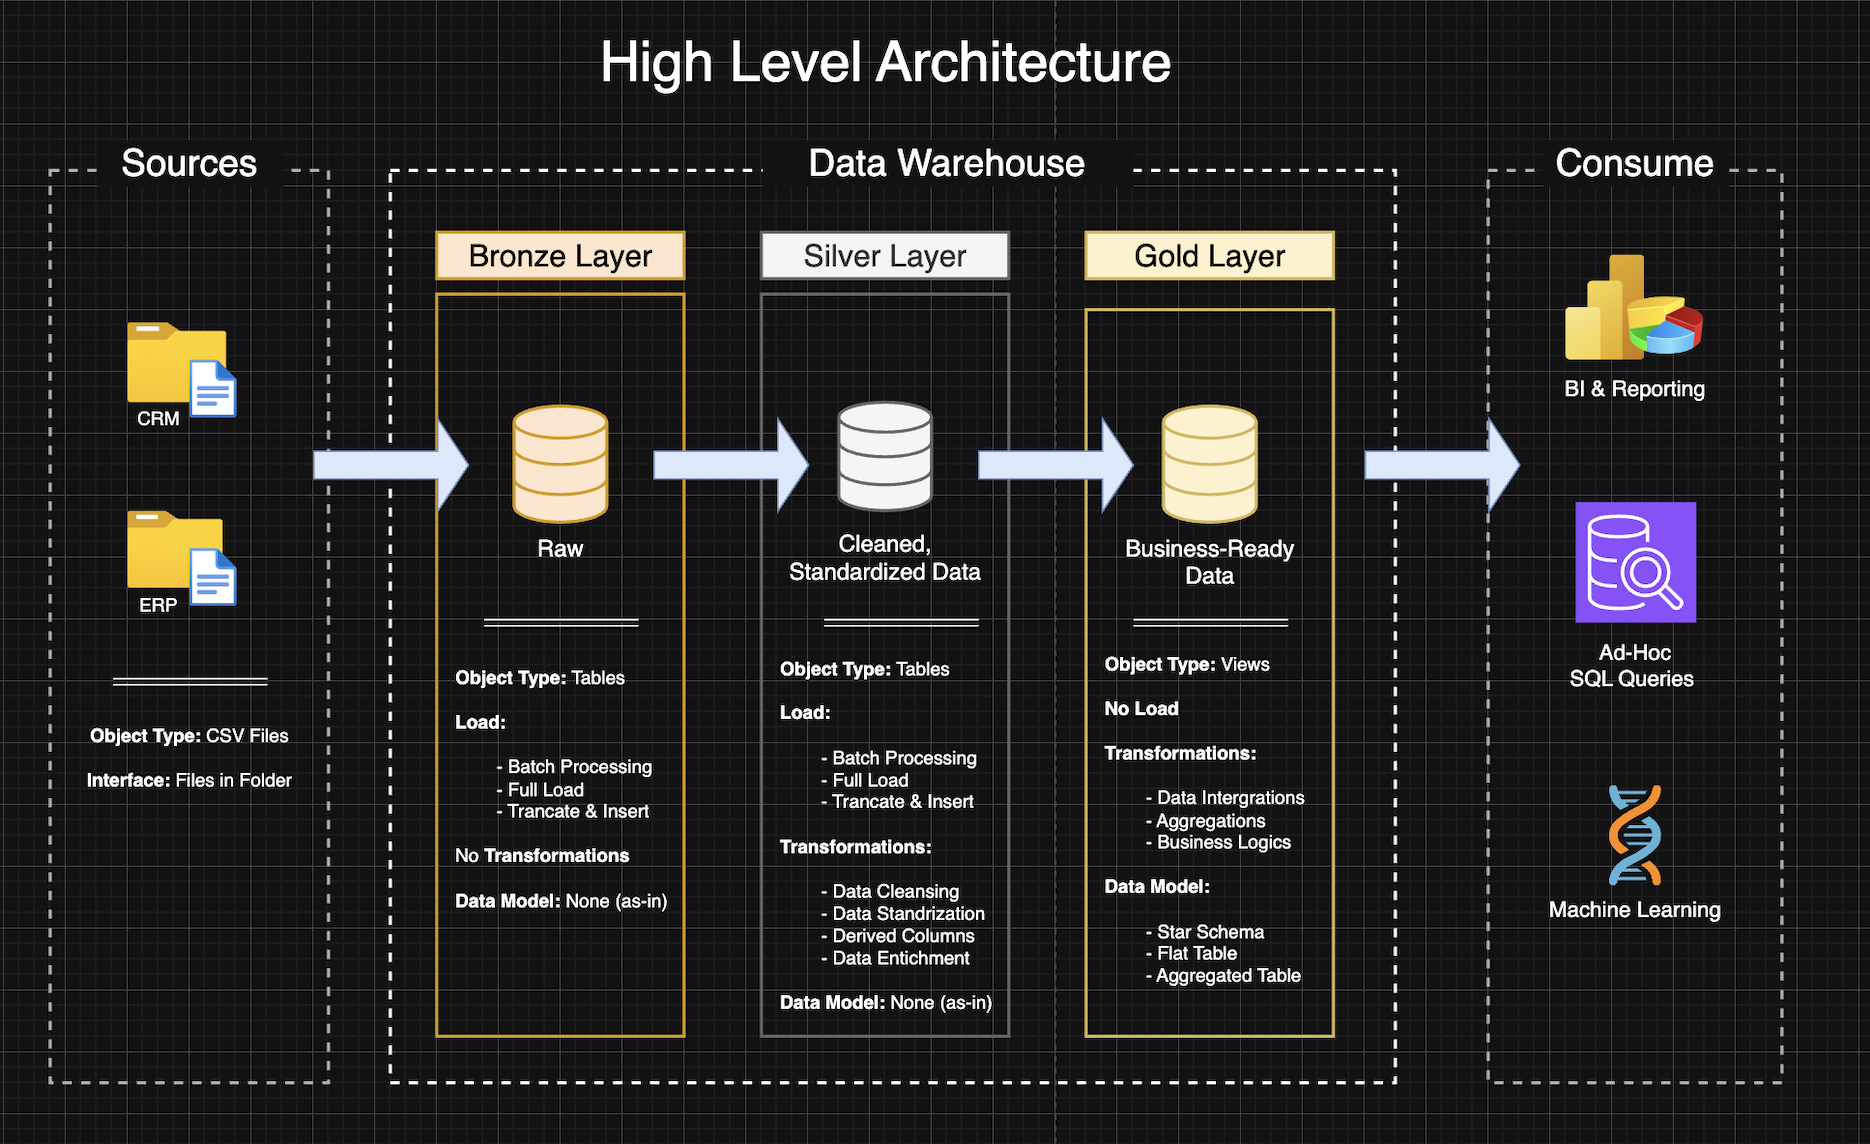 High Level Architecture
Sources
CRM
ERP
Object Type: CSV Files
Interface: Files in Folder
Data Warehouse
Bronze Layer
Raw
Object Type: Tables
Load:
- Batch Processing
- Full Load
- Trancate & Insert
No Transformations
Data Model: None (as-in)
Silver Layer
Cleaned,
Standardized Data
Object Type: Tables
Load:
- Batch Processing
- Full Load
- Trancate & Insert
Transformations:
- Data Cleansing
- Data Standrization
- Derived Columns
- Data Entichment
Data Model: None (as-in)
Gold Layer
Business-Ready
Data
Object Type: Views
No Load
Transformations:
- Data Intergrations
- Aggregations
- Business Logics
Data Model:
- Star Schema
- Flat Table
- Aggregated Table
Consume
BI & Reporting
Ad-Hoc
SQL Queries
Machine Learning